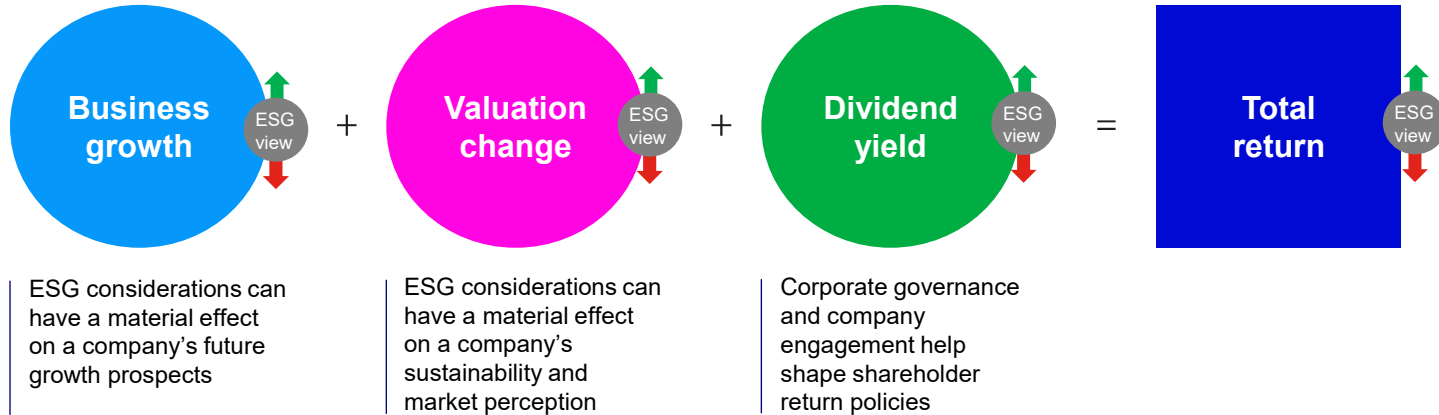 Business
growth
ESG
view
+
Valuation
change
ESG
view
+
Dividend
yield
ESG
view
=
Total
return
ESG
view
ESG considerations can
have a material effect
on a company’s future
growth prospects
ESG considerations can
have a material effect
on a company’s
sustainability and
market perception
Corporate governance
and company
engagement help
shape shareholder
return policies